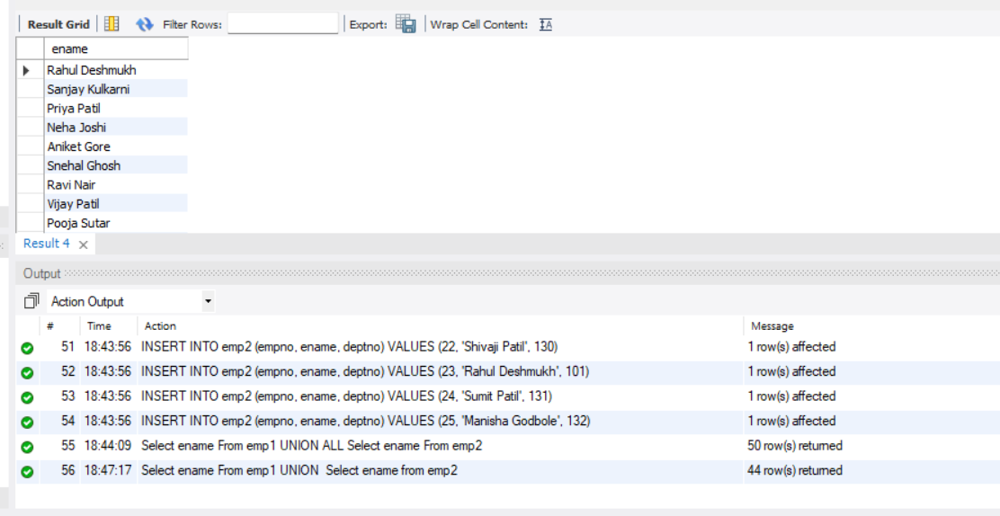 Result Grid Filter Rows: Export: Wrap Cell Content: IA
ename
Rahul Deshmukh
Sanjay Kulkarni
Priya Patil
Neha Joshi
Aniket Gore
Snehal Ghosh
Ravi Nair
Vijay Patil
Pooja Sutar
Result 4
Output
Action Output
# Time Action Message
51 18:43:56 INSERT INTO emp2 (empno, ename, deptno) VALUES (22, 'Shivaji Patil', 130) 1 row(s) affected
52 18:43:56 INSERT INTO emp2 (empno, ename, deptno) VALUES (23, 'Rahul Deshmukh', 101) 1 row(s) affected
53 18:43:56 INSERT INTO emp2 (empno, ename, deptno) VALUES (24, 'Sumit Patil', 131) 1 row(s) affected
54 18:43:56 INSERT INTO emp2 (empno, ename, deptno) VALUES (25, 'Manisha Godbole', 132) 1 row(s) affected
55 18:44:09 Select ename From emp1 UNION ALL Select ename From emp2 50 row(s) returned
56 18:47:17 Select ename From emp1 UNION  Select ename from emp2 44 row(s) returned